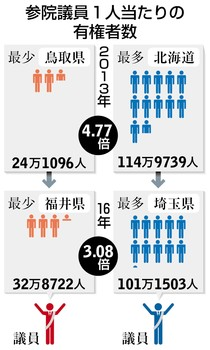 参院議員1人当たりの
有権者数
最少 鳥取県
24万1096人
2013年
4.77
倍
最多 北海道
114万9739人
最少 福井県
32万8722人
16年
3.08
倍
最多 埼玉県
101万1503人
議員
議員